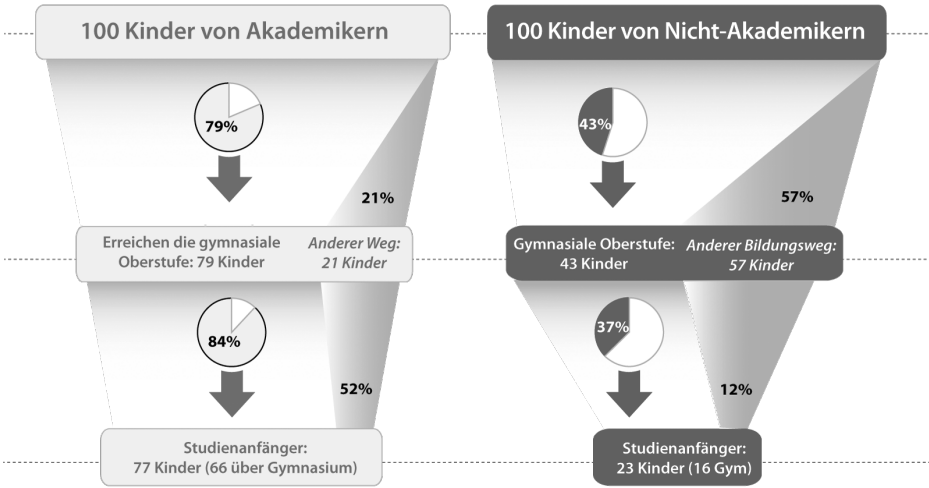 100 Kinder von Akademikern
79%
21%
Erreichen die gymnasiale
Oberstufe: 79 Kinder
Anderer Weg:
21 Kinder
84%
52%
Studienanfänger:
77 Kinder (66 über Gymnasium)
100 Kinder von Nicht-Akademikern
43%
57%
Gymnasiale Oberstufe:
43 Kinder
Anderer Bildungsweg:
57 Kinder
37%
12%
Studienanfänger:
23 Kinder (16 Gym)